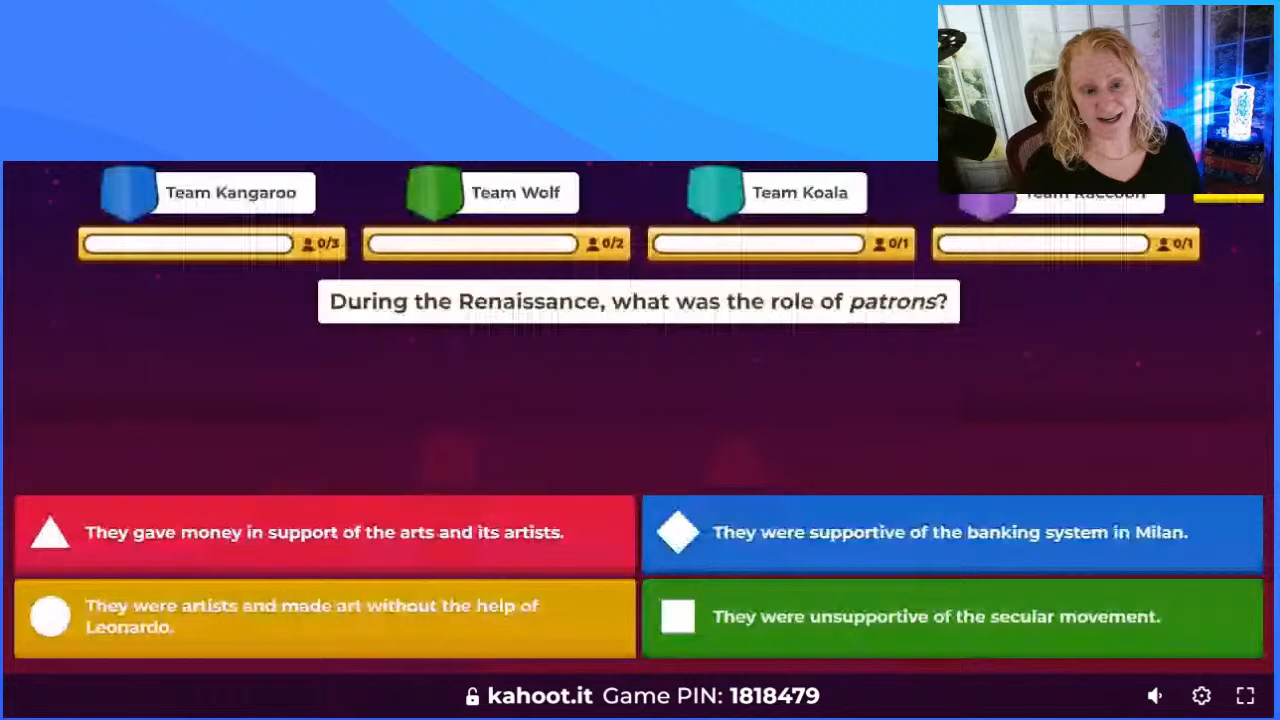 Team Kangaroo
Team Wolf
Team Koala
Team Raccoon
0/3
0/2
0/1
0/1
During the Renaissance, what was the role of patrons?
They gave money in support of the arts and its artists.
They were supportive of the banking system in Milan.
They were artists and made art without the help of
Leonardo.
They were unsupportive of the secular movement.
kahoot.it Game PIN: 1818479